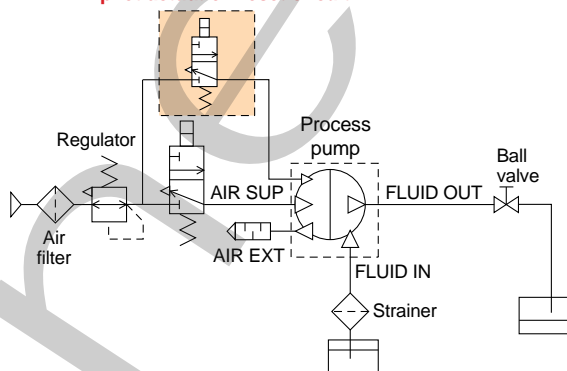 Regulator
Process
pump
Ball
valve
AIR SUP
FLUID OUT
Air
filter
AIR EXT
FLUID IN
Strainer